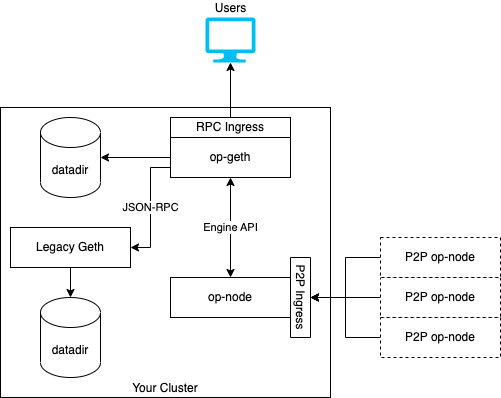 Users
RPC Ingress
op-geth
datadir
JSON-RPC
Engine API
Legacy Geth
P2P Ingress
op-node
P2P op-node
P2P op-node
P2P op-node
datadir
Your Cluster